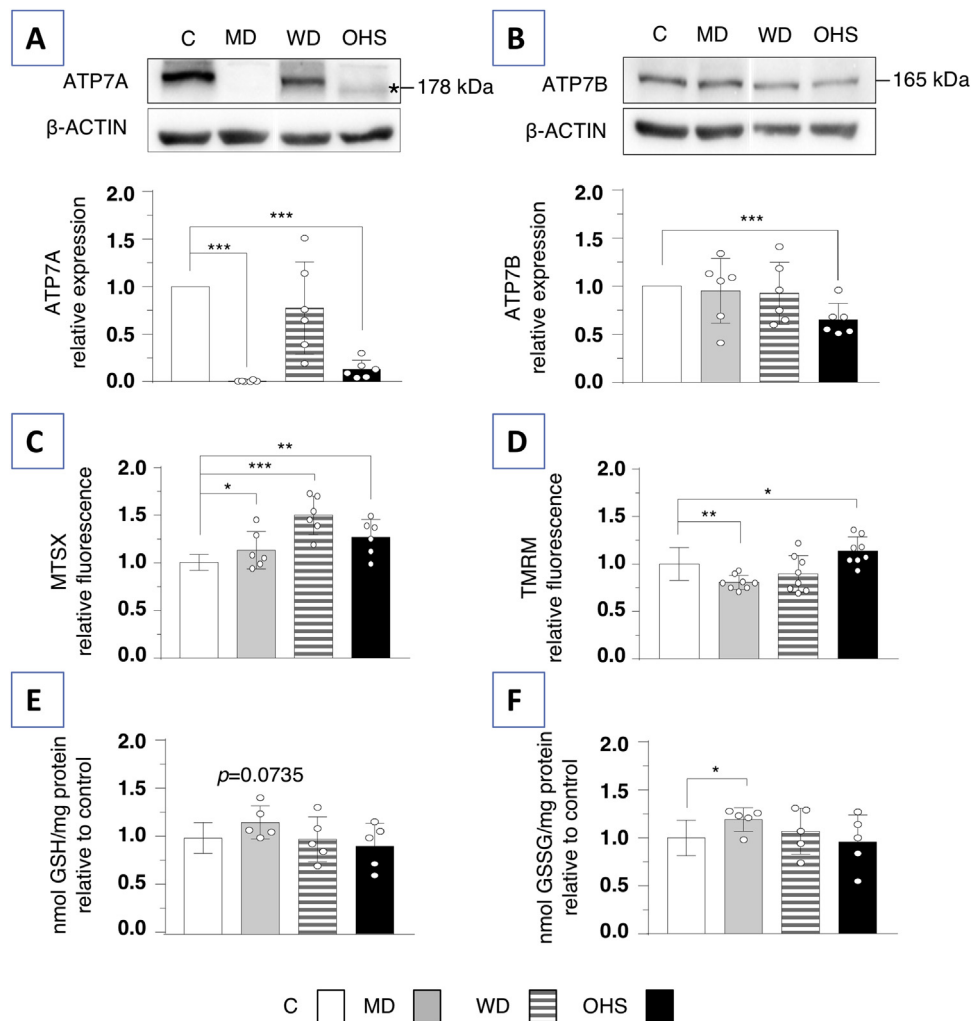 A
C MD WD OHS
ATP7A
*
178 kDa
β-ACTIN
2.0
1.5
1.0
0.5
0.0
ATP7A
relative expression
***
***
B
C MD WD OHS
ATP7B
165 kDa
β-ACTIN
2.0
1.5
1.0
0.5
0.0
ATP7B
relative expression
***
C
2.0
1.5
1.0
0.5
0.0
MTSX
relative fluorescence
**
***
*
D
2.0
1.5
1.0
0.5
0.0
TMRM
relative fluorescence
*
**
E
2.0
1.5
1.0
0.5
0.0
nmol GSH/mg protein
relative to control
p=0.0735
F
2.0
1.5
1.0
0.5
0.0
nmol GSSG/mg protein
relative to control
*
C MD WD OHS